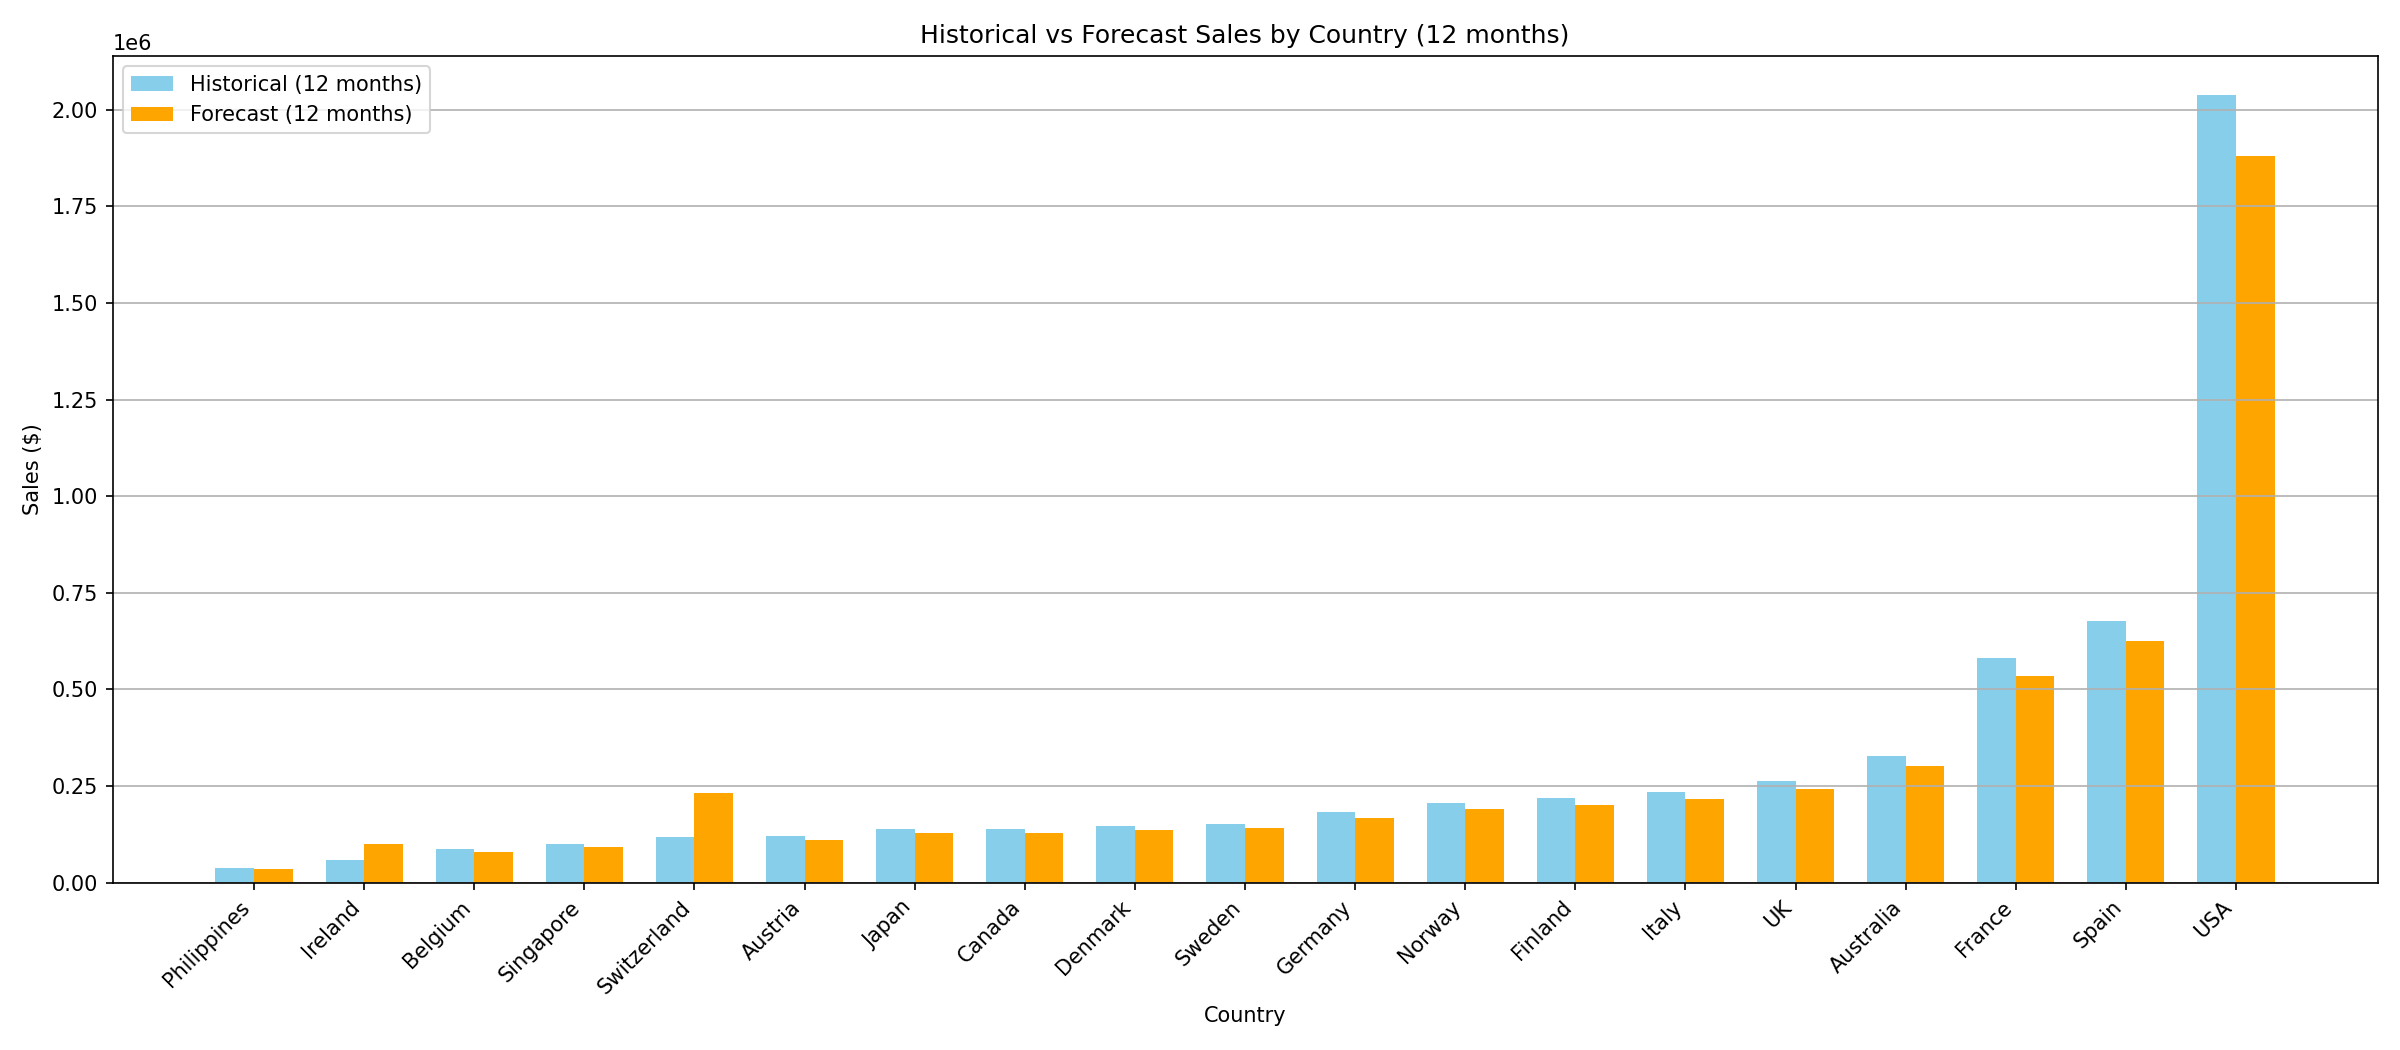 Historical vs Forecast Sales by Country (12 months)
1e6
Historical (12 months)
Forecast (12 months)
2.00
1.75
1.50
1.25
1.00
0.75
0.50
0.25
0.00
Sales ($)
Philippines
Ireland
Belgium
Singapore
Switzerland
Austria
Japan
Canada
Denmark
Sweden
Germany
Norway
Finland
Italy
UK
Australia
France
Spain
USA
Country